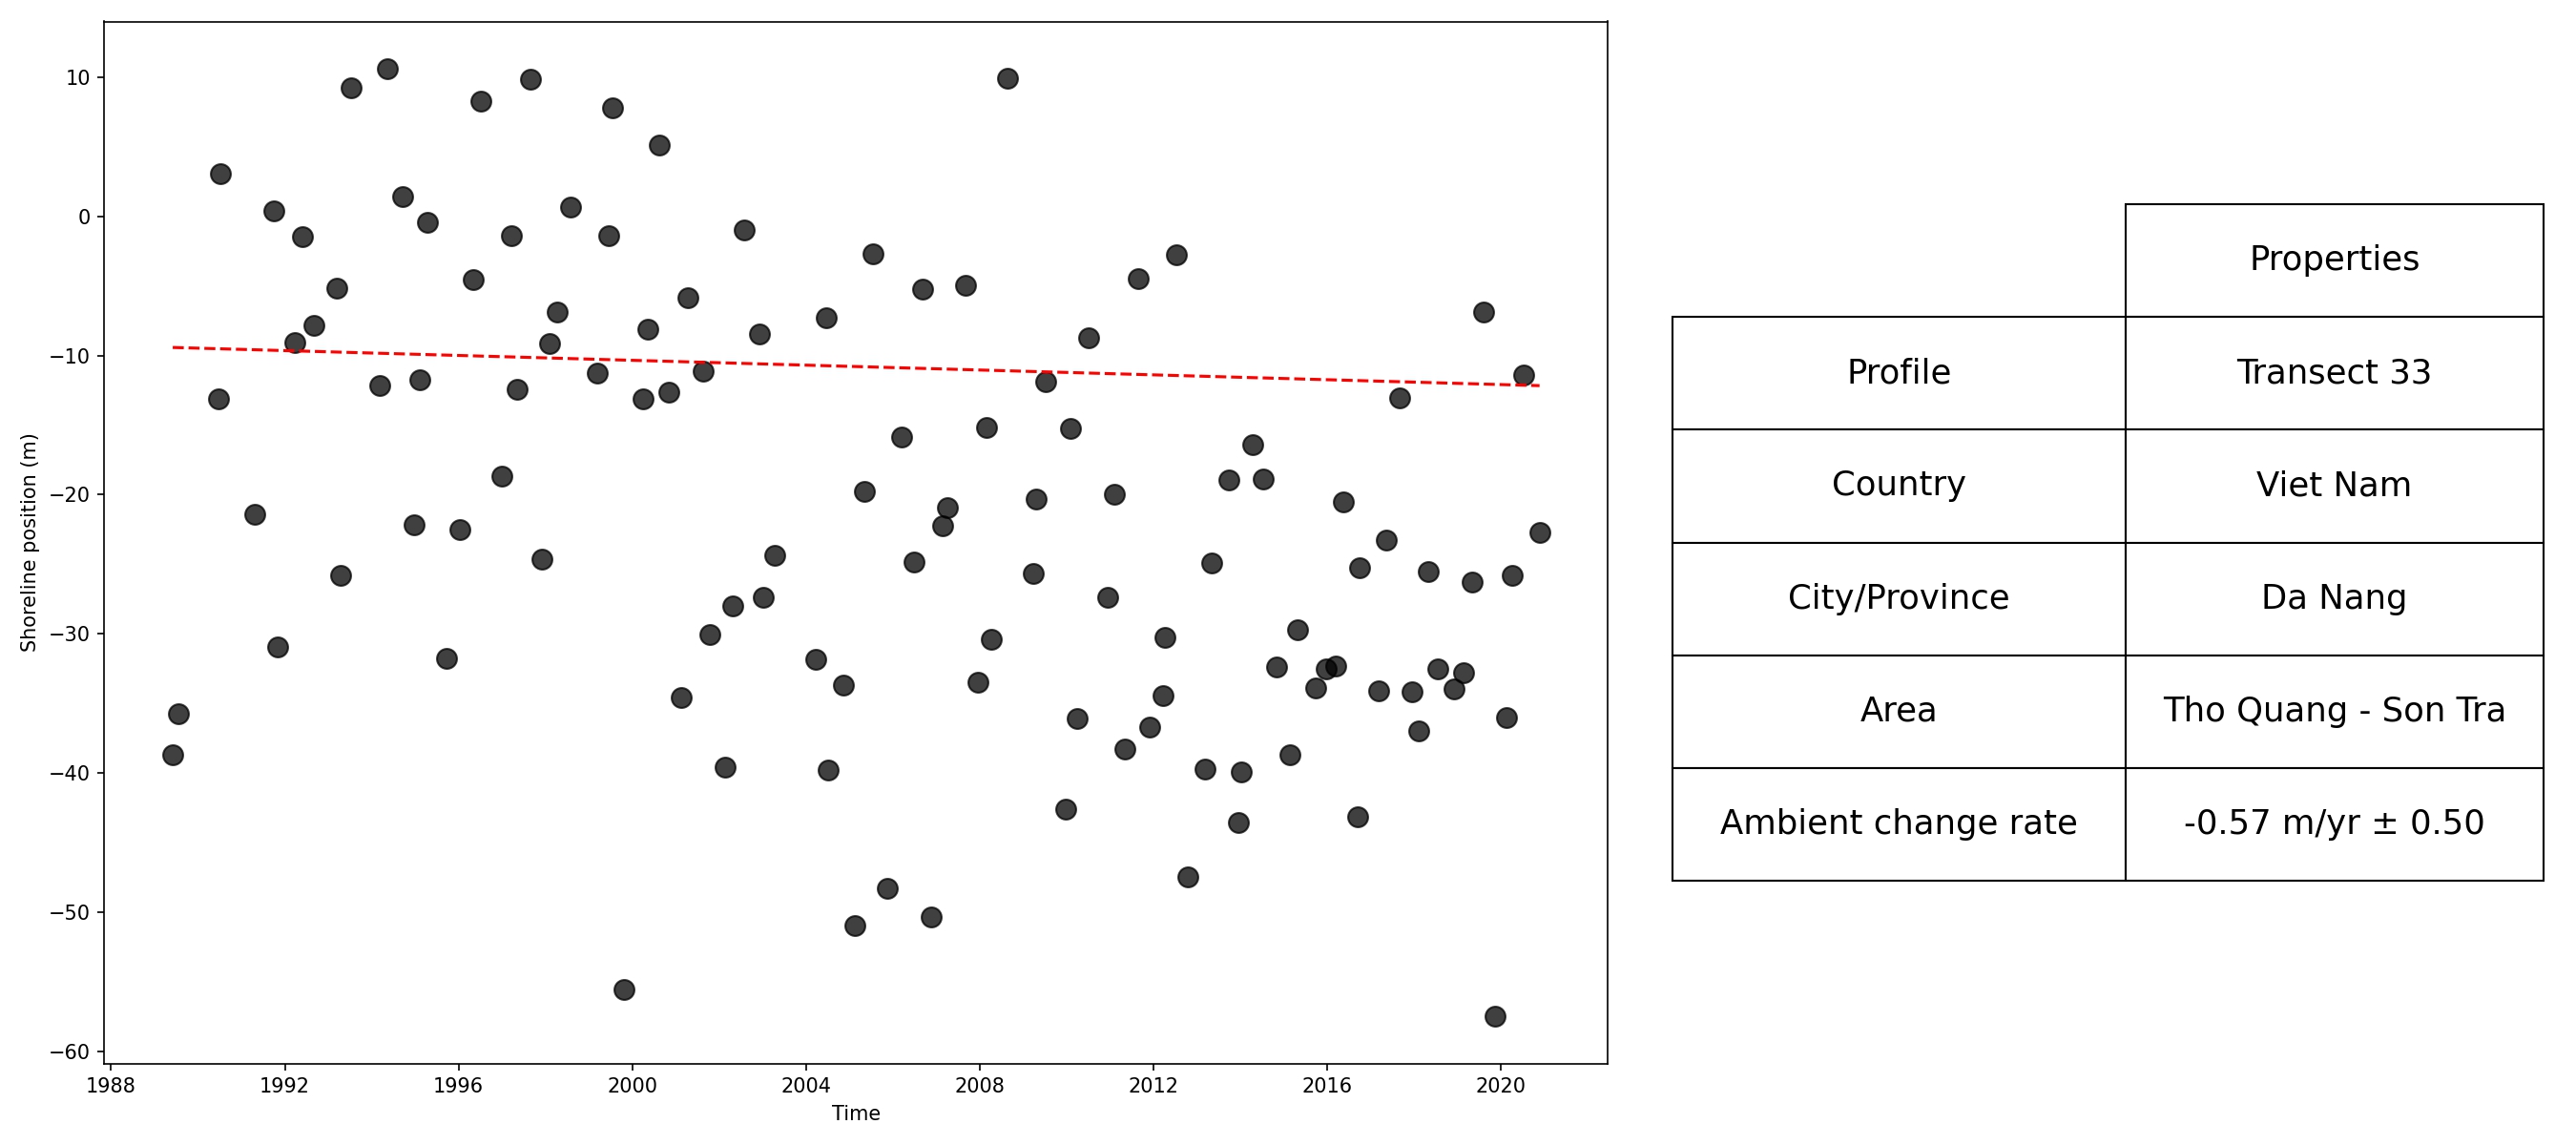 10
0
−10
−20
−30
−40
−50
−60
Shoreline position (m)
1988 1992 1996 2000 2004 2008 2012 2016 2020
Time
Properties
Profile Transect 33
Country Viet Nam
City/Province Da Nang
Area Tho Quang - Son Tra
Ambient change rate -0.57 m/yr ± 0.50